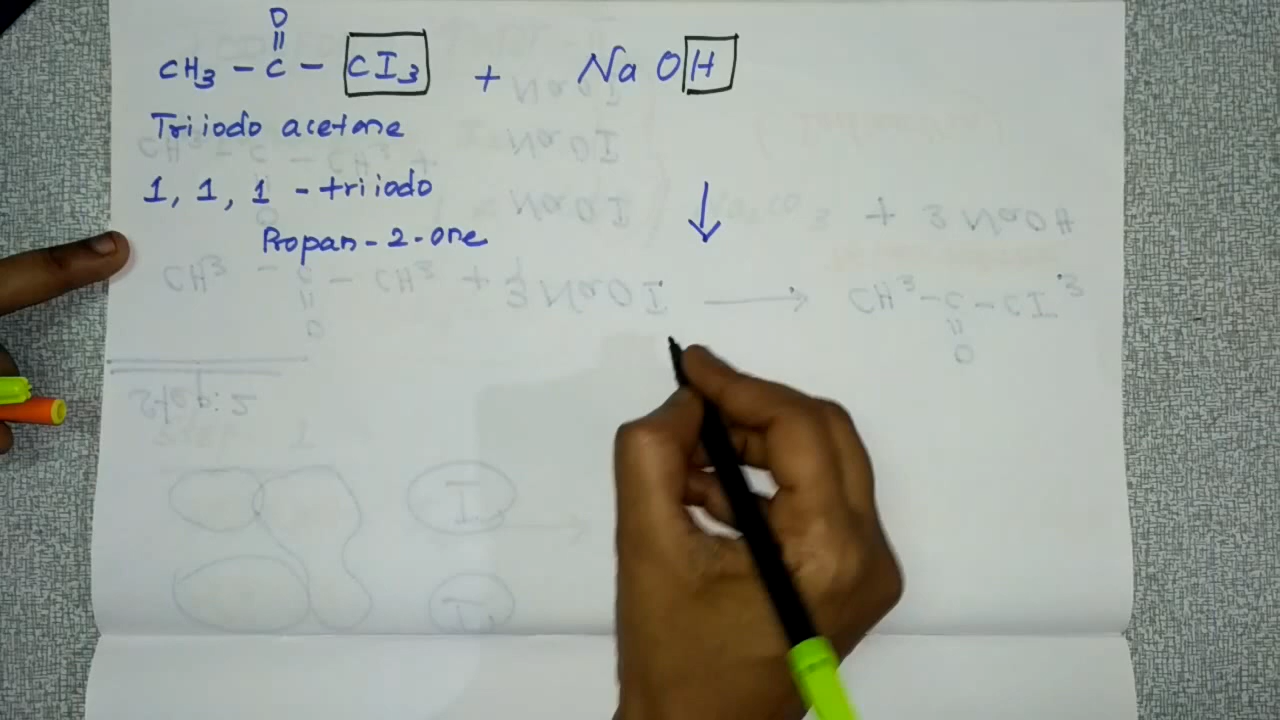 O
||
CH3 - C - CI3 + NaOH
Triiodo acetone
1, 1, 1 - triiodo
Propan-2-one